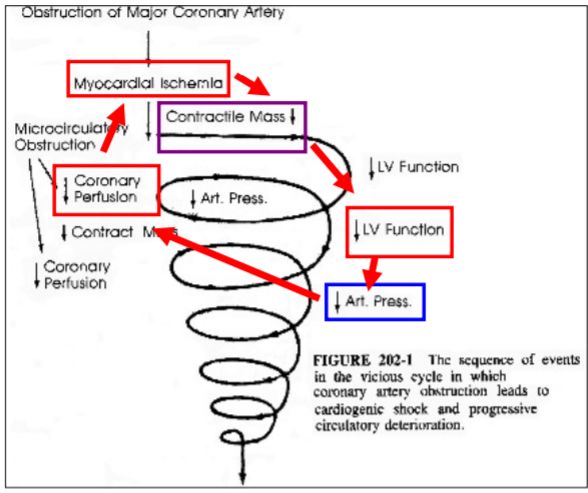 Obstruction of Major Coronary Artery
Myocardial Ischemia
Contractile Mass ↓
Microcirculatory
Obstruction
↓ LV Function
↓ Coronary
Perfusion
↓ Art. Press.
↓ LV Function
↓ Contract Mass
↓ Coronary
Perfusion
↓ Art. Press.
FIGURE 202-1 The sequence of events
in the vicious cycle in which
coronary artery obstruction leads to
cardiogenic shock and progressive
circulatory deterioration.